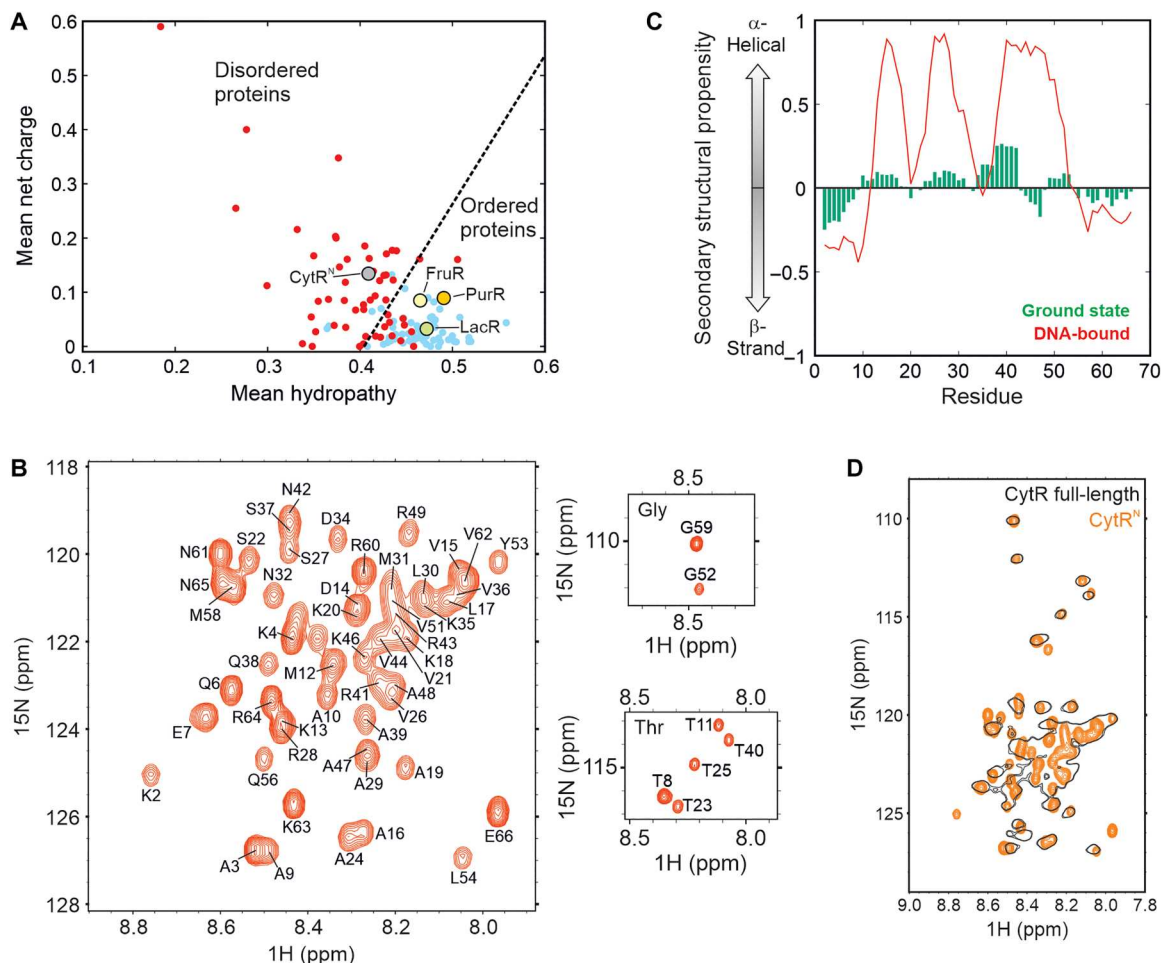 A
0.6
0.5
0.4
0.3
0.2
0.1
0
Mean net charge
Disordered
proteins
Ordered
proteins
CytR^N
FruR
PurR
LacR
0.1 0.2 0.3 0.4 0.5 0.6
Mean hydropathy
C
Secondary structural propensity
α-
Helical
β-
Strand
1
0.5
0
−0.5
−1
Ground state
DNA-bound
0 10 20 30 40 50 60 70
Residue
B
118
120
122
124
126
128
15N (ppm)
N42
S37
S27
D34
R49
N61
S22
R60
M31
V15
V62
Y53
N65
M58
N32
D14
K20
L30
V36
L17
K35
V51
R43
K4
K46
V44
K18
V21
Q38
M12
R41
A48
V26
Q6
E7
R64
K13
A10
A39
R28
Q56
A47
A29
A19
K2
K63
A16
E66
A3
A9
A24
L54
8.8 8.6 8.4 8.2 8.0
1H (ppm)
8.5
Gly
G59
G52
110
15N (ppm)
8.5
1H (ppm)
8.5 8.0
Thr
T11
T40
T25
T8
T23
115
15N (ppm)
8.5 8.0
1H (ppm)
D
CytR full-length
CytR^N
110
115
120
125
15N (ppm)
9.0 8.6 8.2 7.8
1H (ppm)